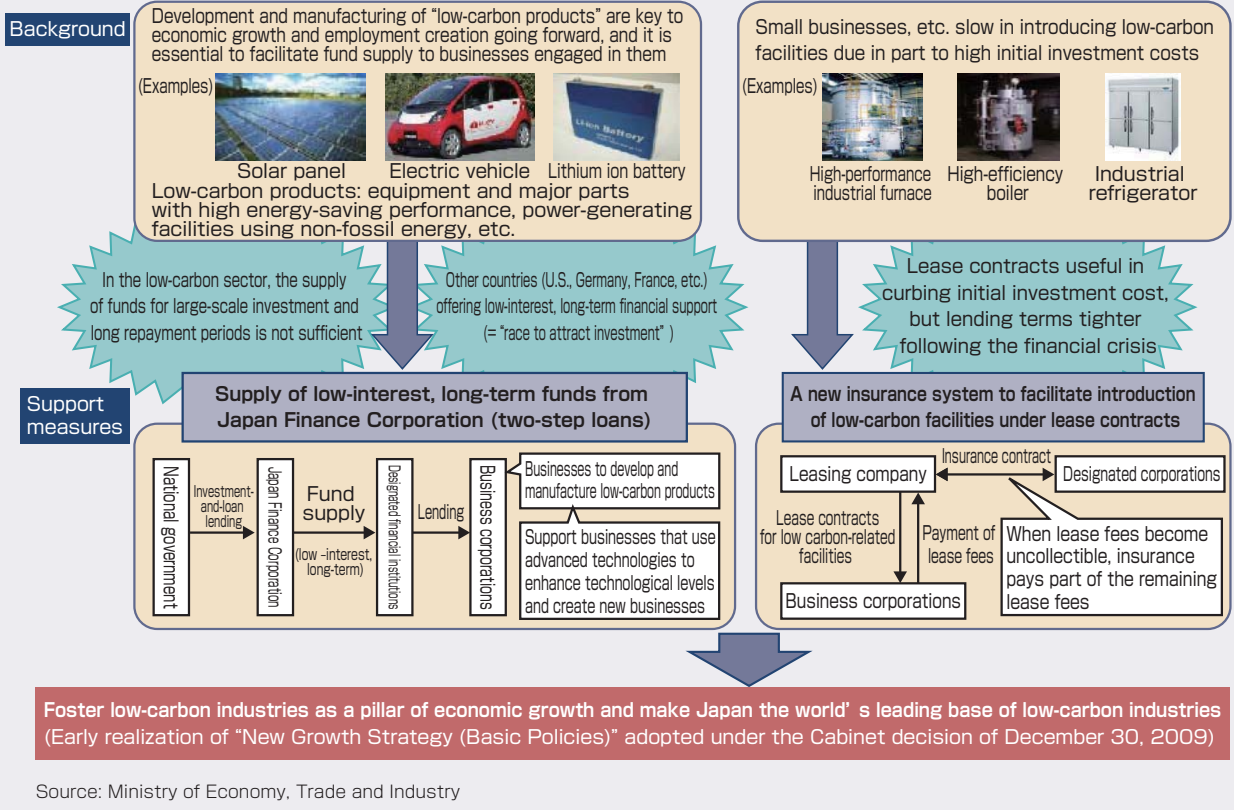 Background
Development and manufacturing of “low-carbon products” are key to
economic growth and employment creation going forward, and it is
essential to facilitate fund supply to businesses engaged in them
(Examples)
Li-ion Battery
Solar panel
Electric vehicle
Lithium ion battery
Low-carbon products: equipment and major parts
with high energy-saving performance, power-generating
facilities using non-fossil energy, etc.
Small businesses, etc. slow in introducing low-carbon
facilities due in part to high initial investment costs
(Examples)
High-performance
industrial furnace
High-efficiency
boiler
Industrial
refrigerator
In the low-carbon sector, the supply
of funds for large-scale investment and
long repayment periods is not sufficient
Other countries (U.S., Germany, France, etc.)
offering low-interest, long-term financial support
(= “race to attract investment” )
Lease contracts useful in
curbing initial investment cost,
but lending terms tighter
following the financial crisis
Support
measures
Supply of low-interest, long-term funds from
Japan Finance Corporation (two-step loans)
National government
Investment-
and-loan
lending
Japan Finance Corporation
Fund
supply
(low -interest,
long-term)
Designated financial institutions
Lending
Business corporations
Businesses to develop and
manufacture low-carbon products
Support businesses that use
advanced technologies to
enhance technological levels
and create new businesses
A new insurance system to facilitate introduction
of low-carbon facilities under lease contracts
Leasing company
Insurance contract
Designated corporations
Lease contracts
for low carbon-related
facilities
Payment of
lease fees
When lease fees become
uncollectible, insurance
pays part of the remaining
lease fees
Business corporations
Foster low-carbon industries as a pillar of economic growth and make Japan the world’ s leading base of low-carbon industries
(Early realization of “New Growth Strategy (Basic Policies)” adopted under the Cabinet decision of December 30, 2009)
Source: Ministry of Economy, Trade and Industry